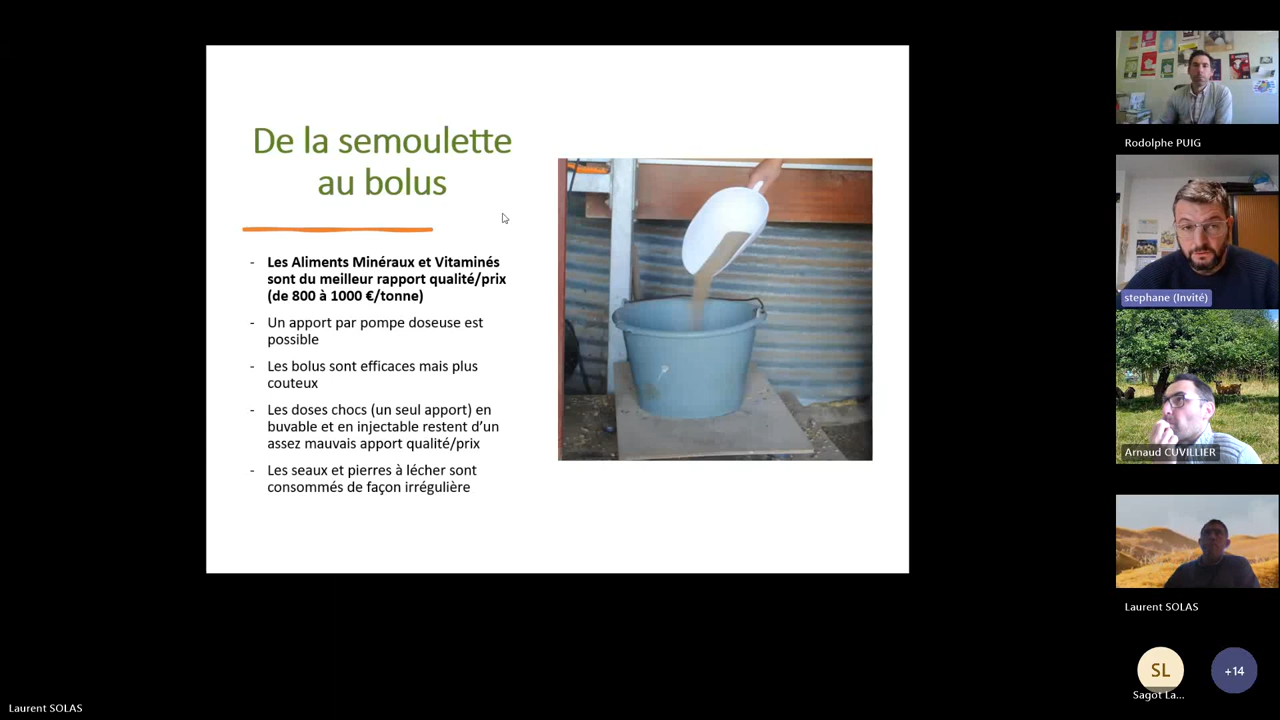 De la semoulette
au bolus
- Les Aliments Minéraux et Vitaminés
sont du meilleur rapport qualité/prix
(de 800 à 1000 €/tonne)
- Un apport par pompe doseuse est
possible
- Les bolus sont efficaces mais plus
couteux
- Les doses chocs (un seul apport) en
buvable et en injectable restent d’un
assez mauvais apport qualité/prix
- Les seaux et pierres à lécher sont
consommés de façon irrégulière
Rodolphe PUIG
stephane (Invité)
Arnaud CUVILLIER
Laurent SOLAS
SL
Sagot La...
+14
Laurent SOLAS